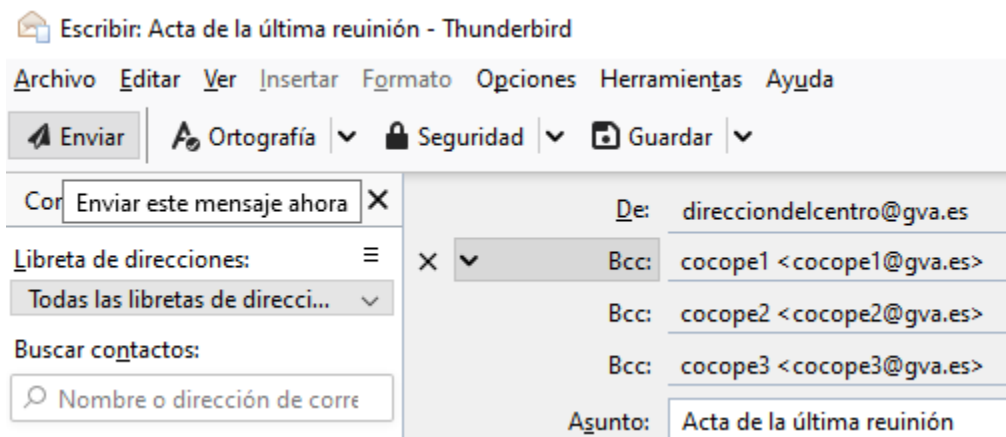 Escribir: Acta de la última reuinión - Thunderbird
Archivo Editar Ver Insertar Formato Opciones Herramientas Ayuda
Enviar Ortografía Seguridad Guardar
Cor Enviar este mensaje ahora
De: direcciondelcentro@gva.es
Libreta de direcciones:
Bcc: cocope1 <cocope1@gva.es>
Todas las libretas de direcci...
Bcc: cocope2 <cocope2@gva.es>
Buscar contactos:
Bcc: cocope3 <cocope3@gva.es>
Nombre o dirección de corre
Asunto: Acta de la última reuinión